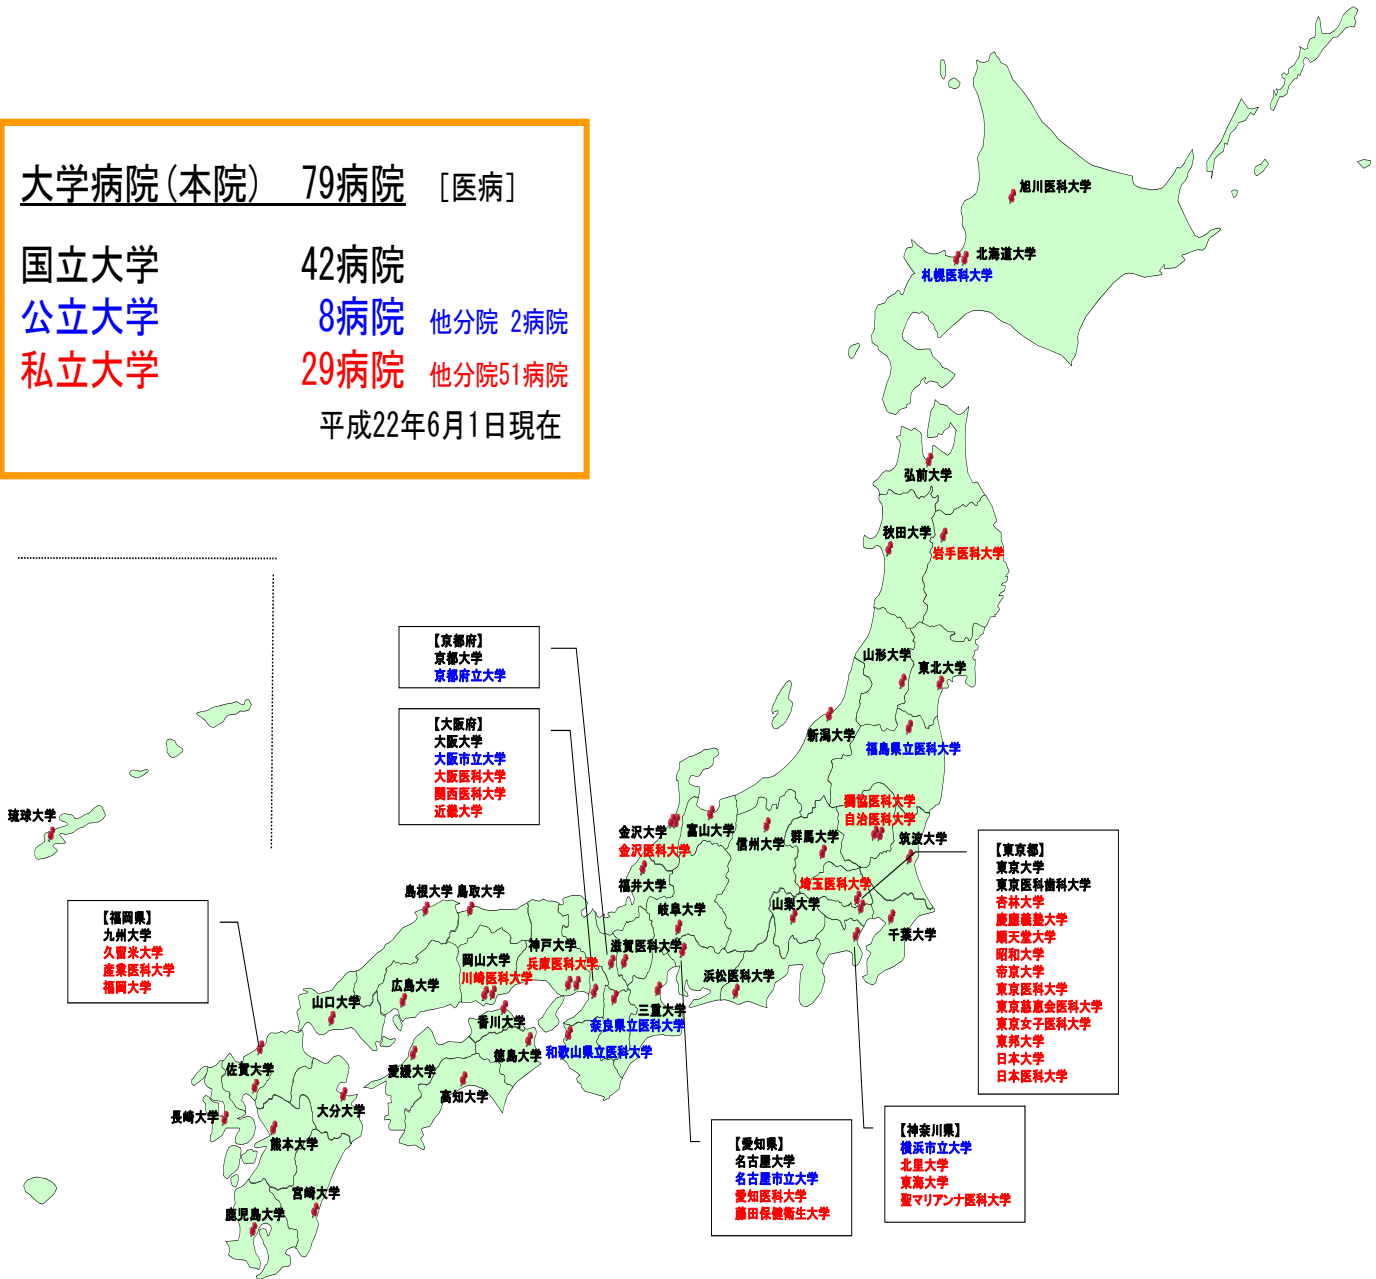 大学病院(本院) 79病院 [医病]
国立大学 42病院
公立大学 8病院 他分院 2病院
私立大学 29病院 他分院51病院
平成22年6月1日現在
旭川医科大学
北海道大学
札幌医科大学
弘前大学
秋田大学
岩手医科大学
山形大学
東北大学
新潟大学
福島県立医科大学
獨協医科大学
自治医科大学
筑波大学
群馬大学
信州大学
富山大学
金沢大学
金沢医科大学
福井大学
埼玉医科大学
山梨大学
千葉大学
岐阜大学
滋賀医科大学
浜松医科大学
三重大学
奈良県立医科大学
和歌山県立医科大学
神戸大学
兵庫医科大学
島根大学
鳥取大学
岡山大学
川崎医科大学
広島大学
山口大学
香川大学
徳島大学
愛媛大学
高知大学
佐賀大学
長崎大学
大分大学
熊本大学
宮崎大学
鹿児島大学
琉球大学
【京都府】
京都大学
京都府立大学
【大阪府】
大阪大学
大阪市立大学
大阪医科大学
関西医科大学
近畿大学
【福岡県】
九州大学
久留米大学
産業医科大学
福岡大学
【東京都】
東京大学
東京医科歯科大学
杏林大学
慶應義塾大学
順天堂大学
昭和大学
帝京大学
東京医科大学
東京慈恵会医科大学
東京女子医科大学
東邦大学
日本大学
日本医科大学
【愛知県】
名古屋大学
名古屋市立大学
愛知医科大学
藤田保健衛生大学
【神奈川県】
横浜市立大学
北里大学
東海大学
聖マリアンナ医科大学